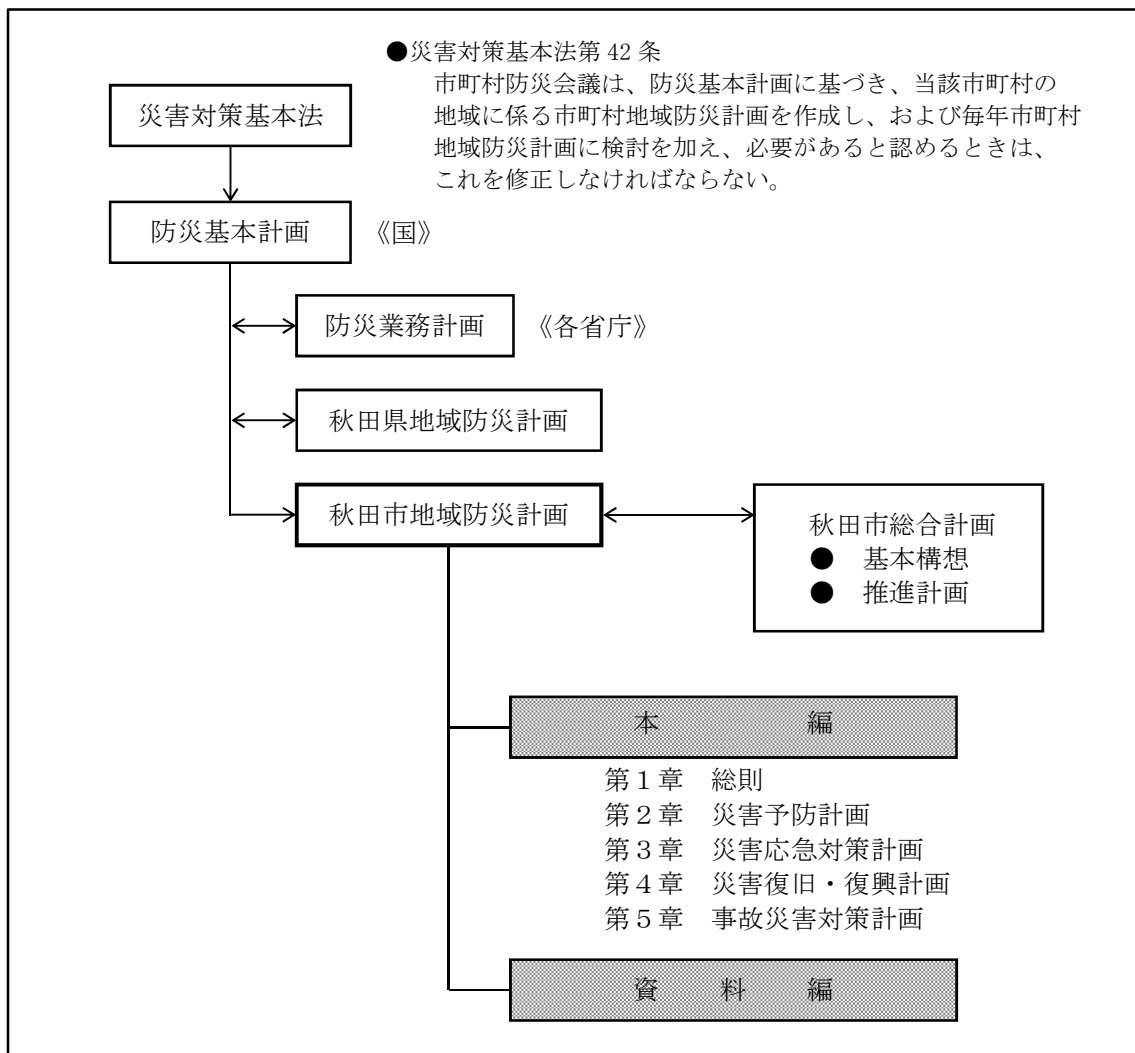 ●災害対策基本法第 42 条
市町村防災会議は、防災基本計画に基づき、当該市町村の
地域に係る市町村地域防災計画を作成し、および毎年市町村
地域防災計画に検討を加え、必要があると認めるときは、
これを修正しなければならない。
災害対策基本法
防災基本計画 《国》
防災業務計画 《各省庁》
秋田県地域防災計画
秋田市地域防災計画
秋田市総合計画
● 基本構想
● 推進計画
本 編
第1章 総則
第2章 災害予防計画
第3章 災害応急対策計画
第4章 災害復旧・復興計画
第5章 事故災害対策計画
資 料 編